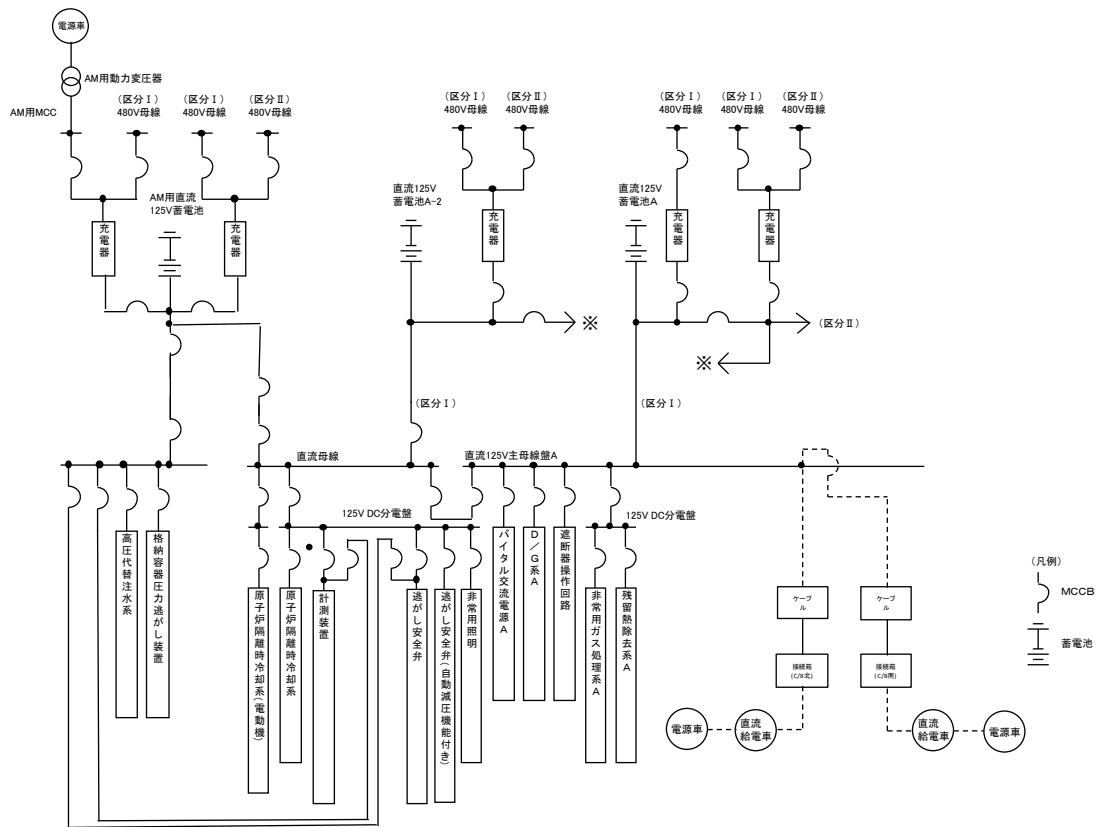 電源車
AM用動力変圧器
AM用MCC
(区分Ⅰ)
480V母線
(区分Ⅰ)
480V母線
(区分Ⅱ)
480V母線
(区分Ⅰ)
480V母線
(区分Ⅱ)
480V母線
(区分Ⅰ)
480V母線
(区分Ⅰ)
480V母線
(区分Ⅱ)
480V母線
AM用直流
125V蓄電池
直流125V
蓄電池A-2
直流125V
蓄電池A
充電器
充電器
充電器
充電器
充電器
※
(区分Ⅱ)
※
(区分Ⅰ)
(区分Ⅰ)
直流母線
直流125V主母線盤A
125V DC分電盤
125V DC分電盤
高圧代替注水系
格納容器圧力逃がし装置
原子炉隔離時冷却系(電動機)
原子炉隔離時冷却系
計測装置
逃がし安全弁
逃がし安全弁(自動減圧機能付き)
非常用照明
バイタル交流電源A
D/G系A
遮断器操作回路
非常用ガス処理系A
残留熱除去系A
ケーブ
ル
ケーブ
ル
接続箱
(C/B北)
接続箱
(C/B南)
電源車
直流
給電車
直流
給電車
電源車
(凡例)
MCCB
蓄電池